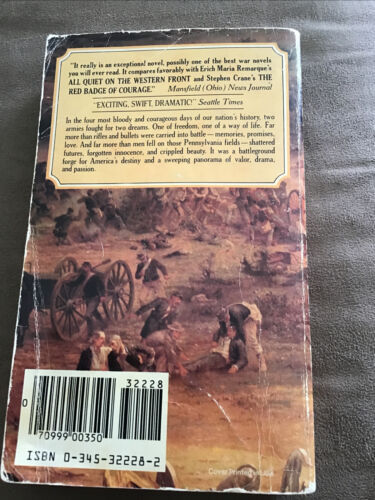 "It really is an exceptional novel, possibly one of the best war novels
you will ever read. It compares favorably with Erich Maria Remarque's
ALL QUIET ON THE WESTERN FRONT and Stephen Crane's THE
RED BADGE OF COURAGE." Mansfield (Ohio) News Journal
"EXCITING, SWIFT, DRAMATIC!" Seattle Times
In the four most bloody and courageous days of our nation's history, two
armies fought for two dreams. One of freedom, one of a way of life. Far
more than rifles and bullets were carried into battle—memories, promises,
love. And far more than men fell on those Pennsylvania fields—shattered
futures, forgotten innocence, and crippled beauty. It was a battleground
forge for America's destiny and a sweeping panorama of valor, drama,
and passion.
32228
0
70999 00350
ISBN 0-345-32228-2
Cover Printed in USA